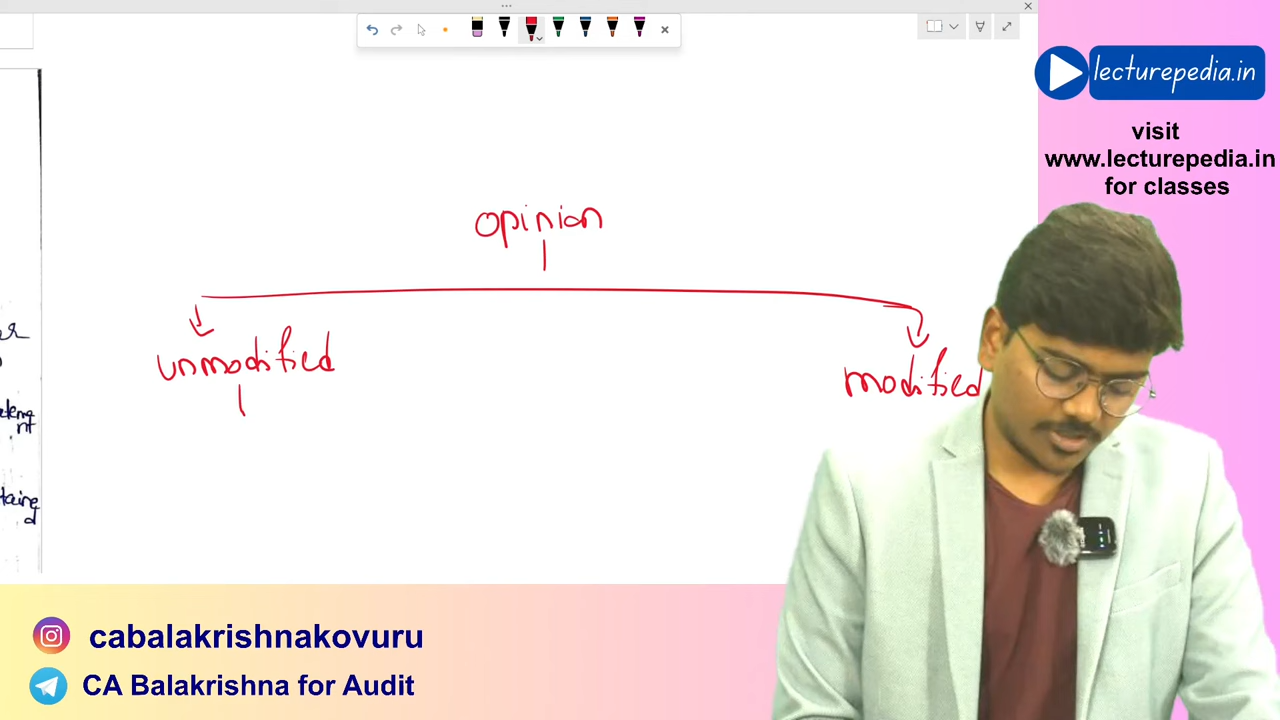 lecturepedia.in
visit
www.lecturepedia.in
for classes
opinion
unmodified
modified
cabalakrishnakovuru
CA Balakrishna for Audit